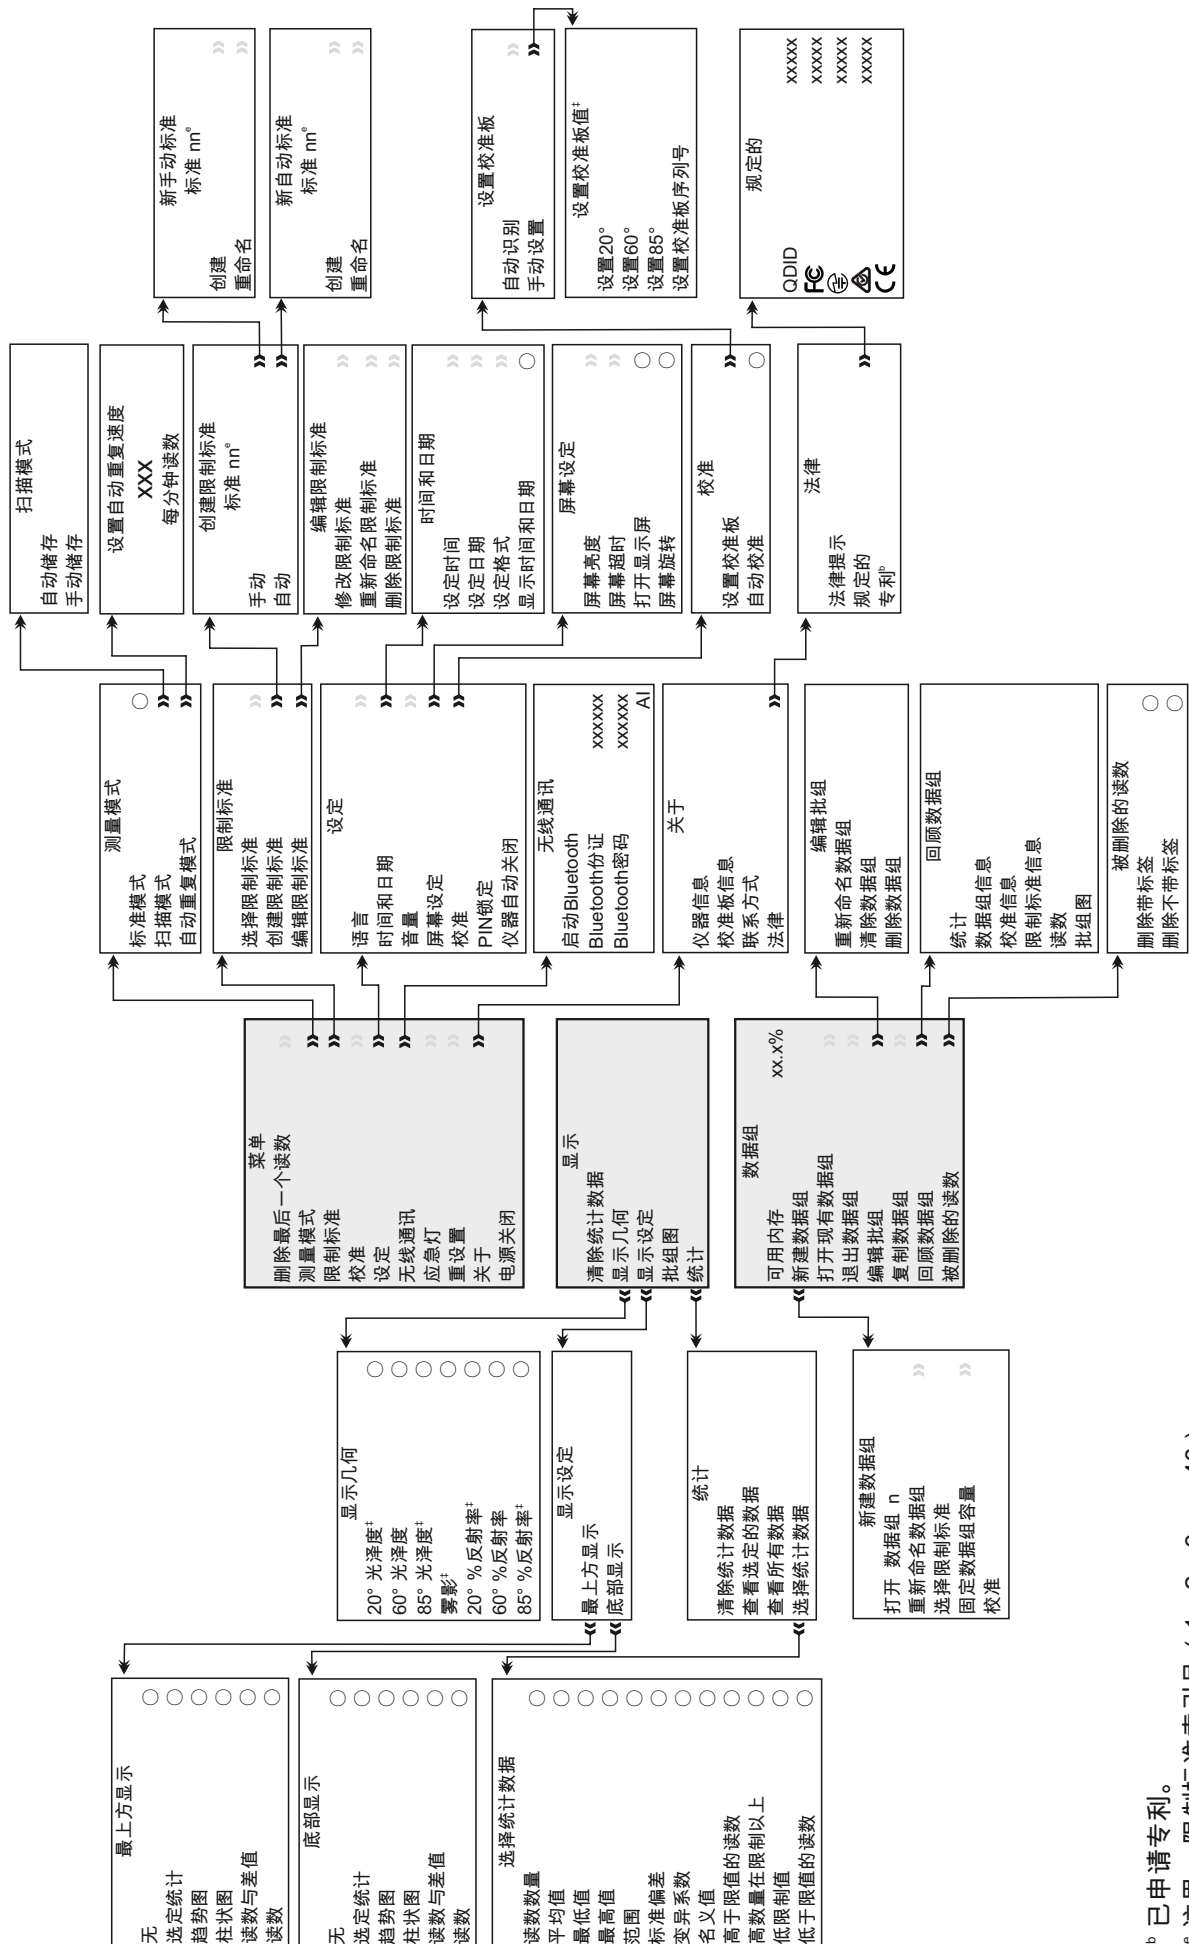 最上方显示
无
选定统计
趋势图
柱状图
读数与差值
读数
底部显示
无
选定统计
趋势图
柱状图
读数与差值
读数
选择统计数据
读数数量
平均值
最低值
最高值
范围
标准偏差
变异系数
名义值
高于限值的读数
高数量在限制以上
低限制值
低于限值的读数
显示几何
20° 光泽度‡
60° 光泽度
85° 光泽度‡
雾影‡
20° %反射率‡
60° %反射率
85° %反射率‡
显示设定
最上方显示
底部显示
统计
清除统计数据
查看选定的数据
查看所有数据
选择统计数据
新建数据组
打开 数据组 n
重新命名数据组
选择限制标准
固定数据组容量
校准
菜单
删除最后一个读数
测量模式
限制标准
校准
设定
无线通讯
应急灯
重设置
关于
电源关闭
显示
清除统计数据
显示几何
显示设定
批组图
统计
数据组
可用内存 xx.x%
新建数据组
打开现有数据组
退出数据组
编辑批组
复制数据组
回顾数据组
被删除的读数
测量模式
标准模式
扫描模式
自动重复模式
限制标准
选择限制标准
创建限制标准
编辑限制标准
设定
语言
时间和日期
音量
屏幕设定
校准
PIN锁定
仪器自动关闭
无线通讯
启动Bluetooth
Bluetooth份证 xxxxxx
Bluetooth密码 xxxxxx
AI
关于
仪器信息
校准板信息
联系方式
法律
编辑批组
重新命名数据组
清除数据组
删除数据组
回顾数据组
统计
数据组信息
校准信息
限制标准信息
读数
批组图
被删除的读数
删除带标签
删除不带标签
扫描模式
自动储存
手动储存
设置自动重复速度
XXX
每分钟读数
创建限制标准
标准 nnᵉ
手动
自动
编辑限制标准
修改限制标准
重新命名限制标准
删除限制标准
时间和日期
设定时间
设定日期
设定格式
显示时间和日期
屏幕设定
屏幕亮度
屏幕超时
打开显示屏
屏幕旋转
校准
设置校准板
自动校准
法律
法律提示
规定的
专利ᵇ
新手动标准
标准 nnᵉ
创建
重命名
新自动标准
标准 nnᵉ
创建
重命名
设置校准板
自动识别
手动设置
设置校准板值‡
设置20°
设置60°
设置85°
设置校准板序列号
规定的
QDID xxxxx
FC xxxxx
xxxxx
CE xxxxx
ᵇ 已申请专利。